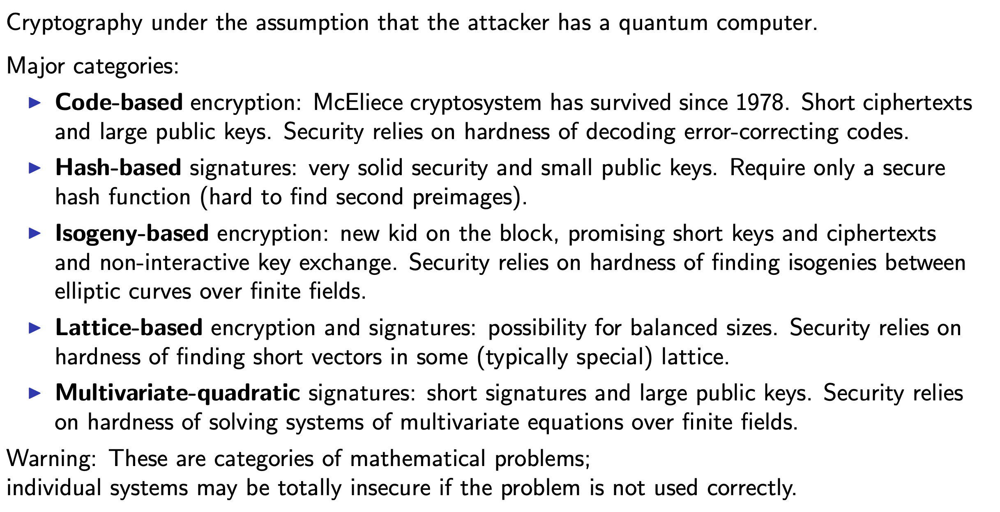 Cryptography under the assumption that the attacker has a quantum computer.
Major categories:
▶ Code-based encryption: McEliece cryptosystem has survived since 1978. Short ciphertexts
and large public keys. Security relies on hardness of decoding error-correcting codes.
▶ Hash-based signatures: very solid security and small public keys. Require only a secure
hash function (hard to find second preimages).
▶ Isogeny-based encryption: new kid on the block, promising short keys and ciphertexts
and non-interactive key exchange. Security relies on hardness of finding isogenies between
elliptic curves over finite fields.
▶ Lattice-based encryption and signatures: possibility for balanced sizes. Security relies on
hardness of finding short vectors in some (typically special) lattice.
▶ Multivariate-quadratic signatures: short signatures and large public keys. Security relies
on hardness of solving systems of multivariate equations over finite fields.
Warning: These are categories of mathematical problems;
individual systems may be totally insecure if the problem is not used correctly.